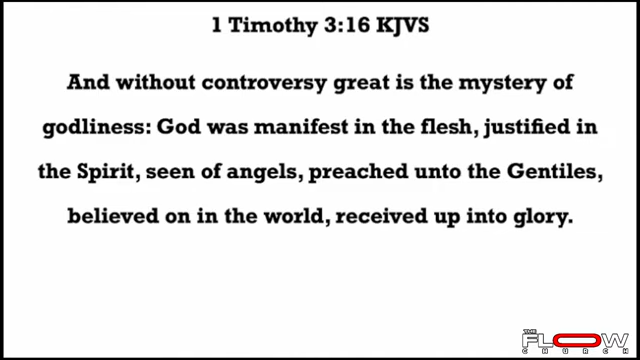 1 Timothy 3:16 KJVS
And without controversy great is the mystery of
godliness: God was manifest in the flesh, justified in
the Spirit, seen of angels, preached unto the Gentiles,
believed on in the world, received up into glory.
THE
FLOW
CHURCH